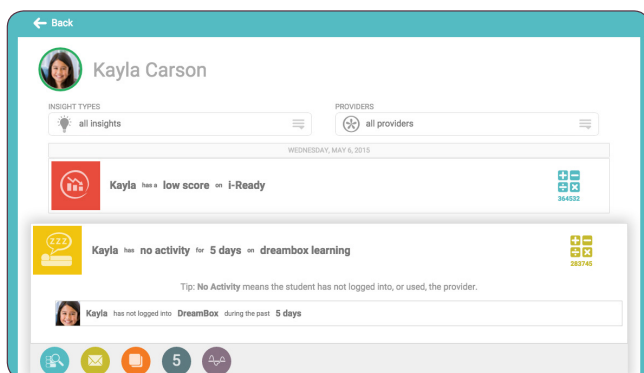 Back
Kayla Carson
INSIGHT TYPES
all insights
PROVIDERS
all providers
WEDNESDAY, MAY 6, 2015
Kayla has a low score on i-Ready
364532
ZZZ
Kayla has no activity for 5 days on dreambox learning
283745
Tip: No Activity means the student has not logged into, or used, the provider.
Kayla has not logged into DreamBox during the past 5 days
5